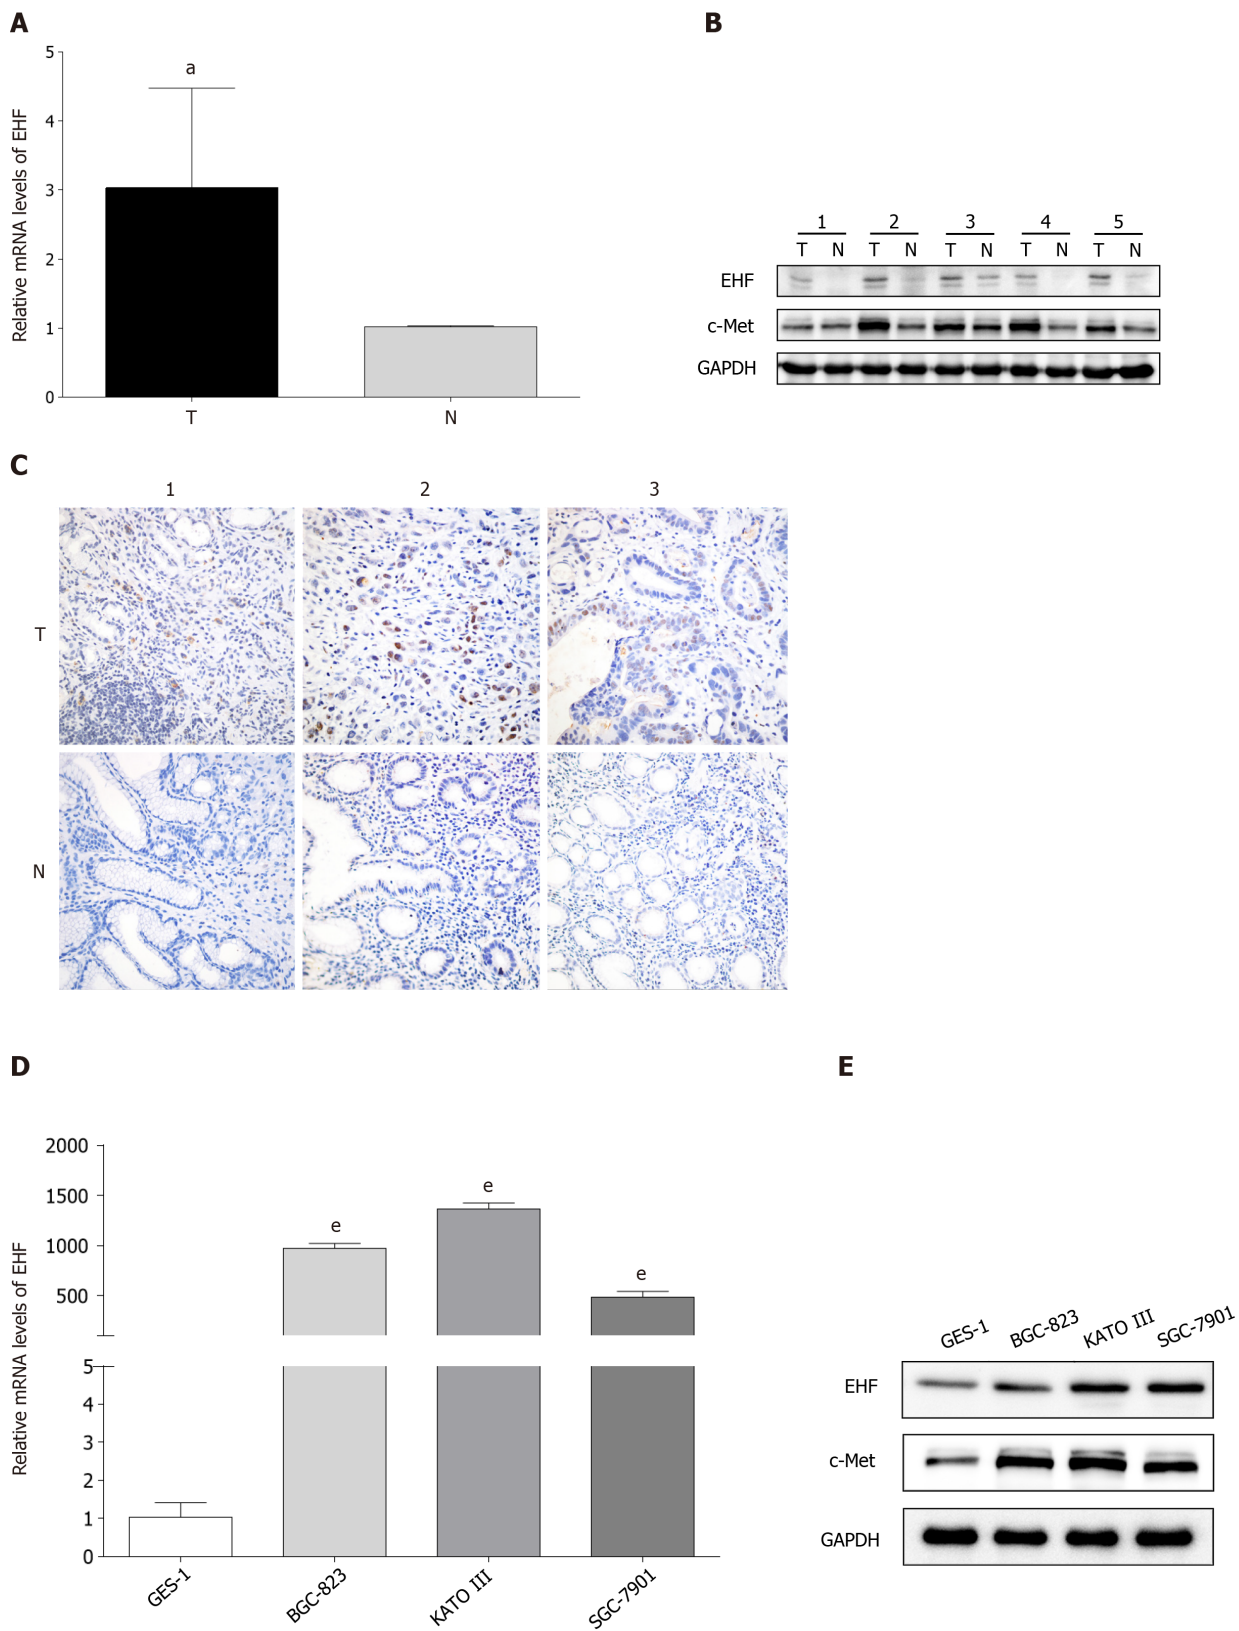 A
Relative mRNA levels of EHF
5
4
3
2
1
0
a
T N
B
1 2 3 4 5
T N T N T N T N T N
EHF
c-Met
GAPDH
C
1 2 3
T
N
D
Relative mRNA levels of EHF
2000
1500
1000
500
5
4
3
2
1
0
e
e
e
GES-1 BGC-823 KATO III SGC-7901
E
GES-1 BGC-823 KATO III SGC-7901
EHF
c-Met
GAPDH